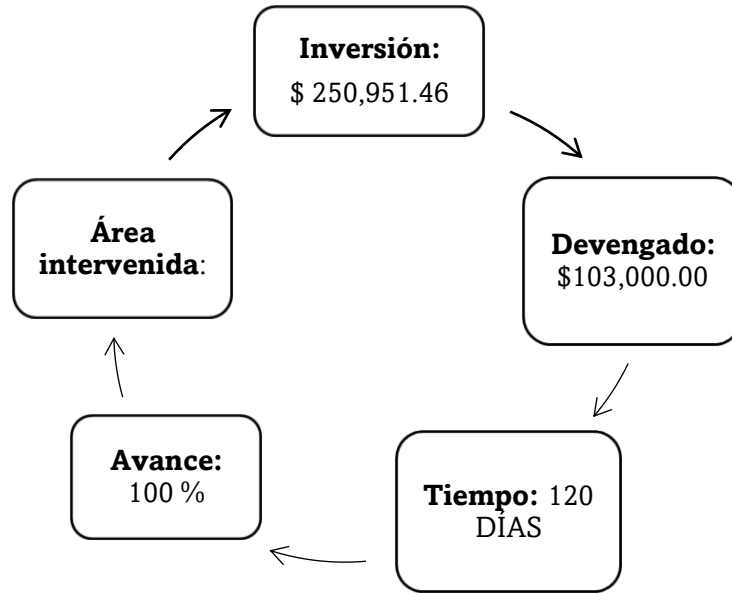 Inversión:
$ 250,951.46
Devengado:
$103,000.00
Tiempo: 120
DÍAS
Avance:
100 %
Área
intervenida: